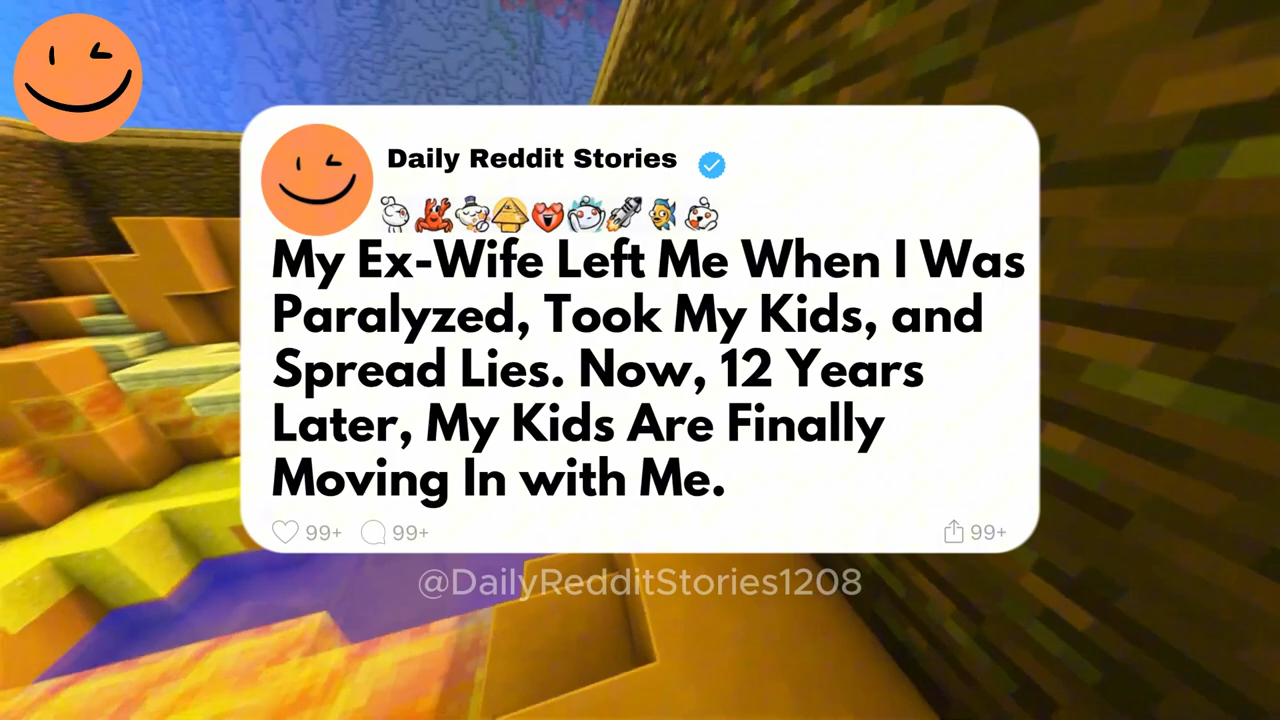 Daily Reddit Stories
My Ex-Wife Left Me When I Was
Paralyzed, Took My Kids, and
Spread Lies. Now, 12 Years
Later, My Kids Are Finally
Moving In with Me.
99+ 99+ 99+
@DailyRedditStories1208